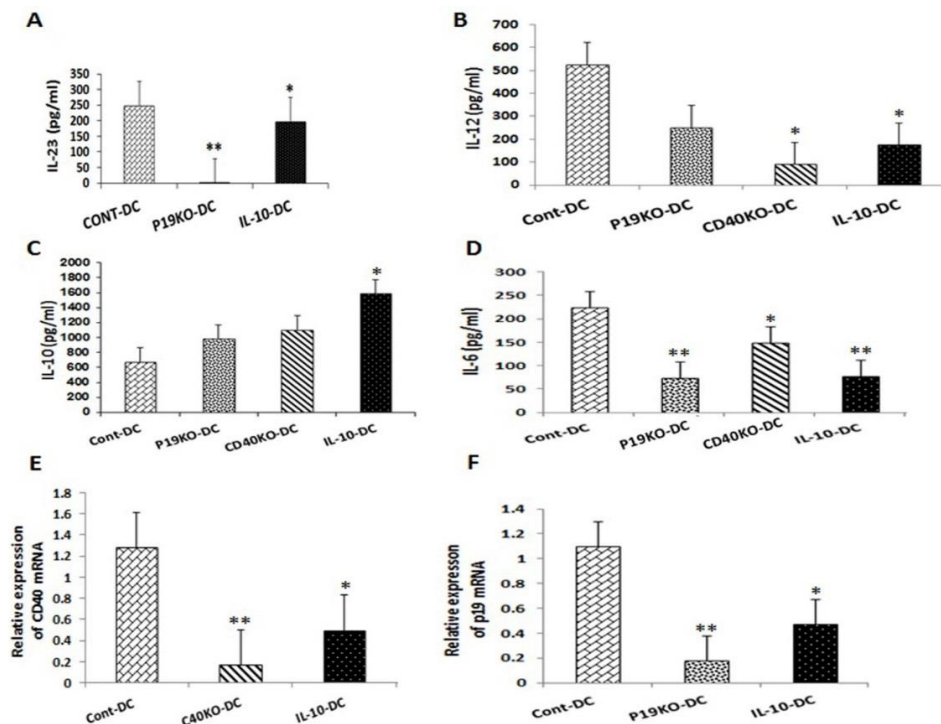 A
IL-23 (pg/ml)
350
300
250
200
150
100
50
0
**
*
CONT-DC
P19KO-DC
IL-10-DC
B
IL-12 (pg/ml)
700
600
500
400
300
200
100
0
*
*
Cont-DC
P19KO-DC
CD40KO-DC
IL-10-DC
C
IL-10 (pg/ml)
2000
1800
1600
1400
1200
1000
800
600
400
200
0
*
Cont-DC
P19KO-DC
CD40KO-DC
IL-10-DC
D
IL-6 (pg/ml)
300
250
200
150
100
50
0
**
*
**
Cont-DC
P19KO-DC
CD40KO-DC
IL-10-DC
E
Relative expression
of CD40 mRNA
1.8
1.6
1.4
1.2
1
0.8
0.6
0.4
0.2
0
**
*
Cont-DC
C40KO-DC
IL-10-DC
F
Relative expresson
of p19 mRNA
1.4
1.2
1
0.8
0.6
0.4
0.2
0
**
*
Cont-DC
P19KO-DC
IL-10-DC